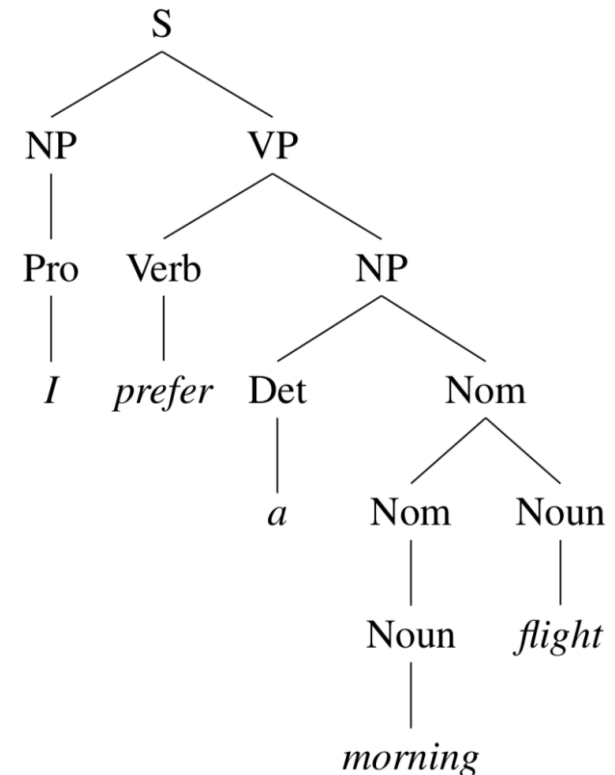 S
NP VP
Pro Verb NP
I prefer Det Nom
a Nom Noun
Noun flight
morning